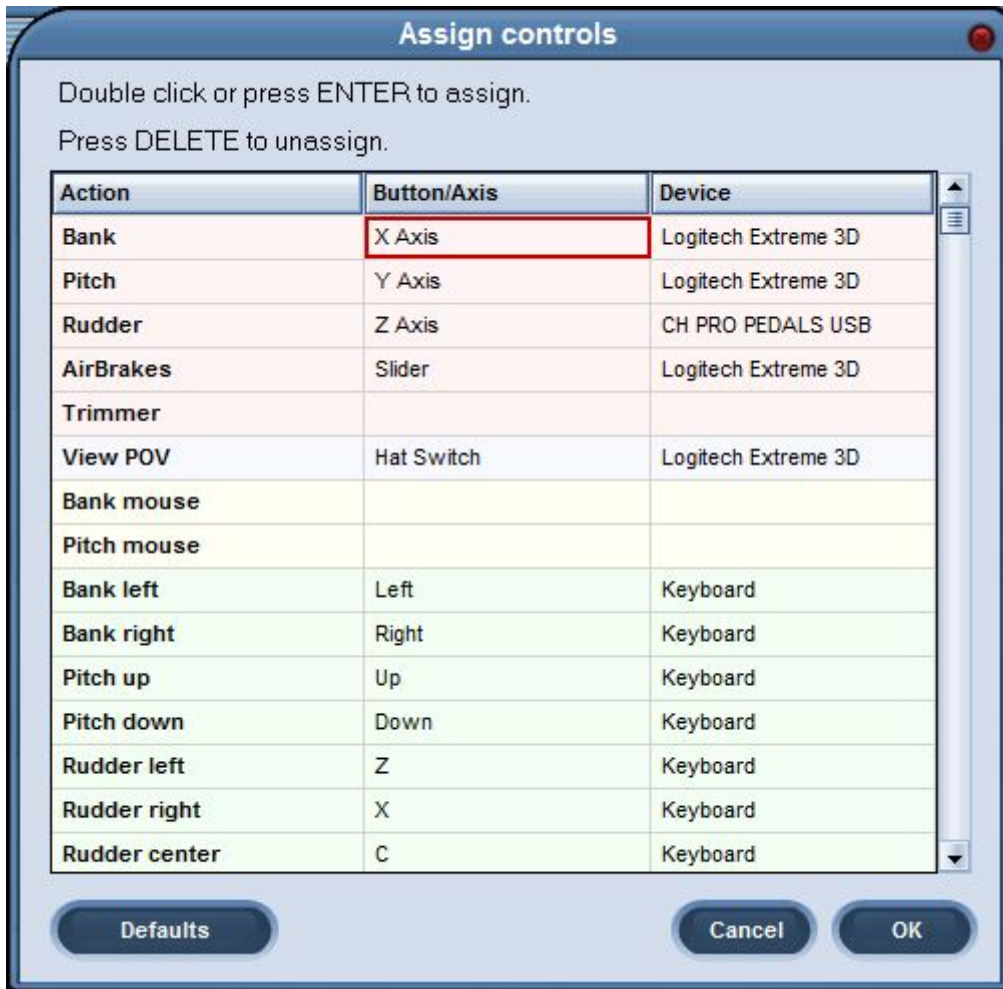 Assign controls
Double click or press ENTER to assign.
Press DELETE to unassign.
Action Button/Axis Device
Bank X Axis Logitech Extreme 3D
Pitch Y Axis Logitech Extreme 3D
Rudder Z Axis CH PRO PEDALS USB
AirBrakes Slider Logitech Extreme 3D
Trimmer
View POV Hat Switch Logitech Extreme 3D
Bank mouse
Pitch mouse
Bank left Left Keyboard
Bank right Right Keyboard
Pitch up Up Keyboard
Pitch down Down Keyboard
Rudder left Z Keyboard
Rudder right X Keyboard
Rudder center C Keyboard
Defaults Cancel OK